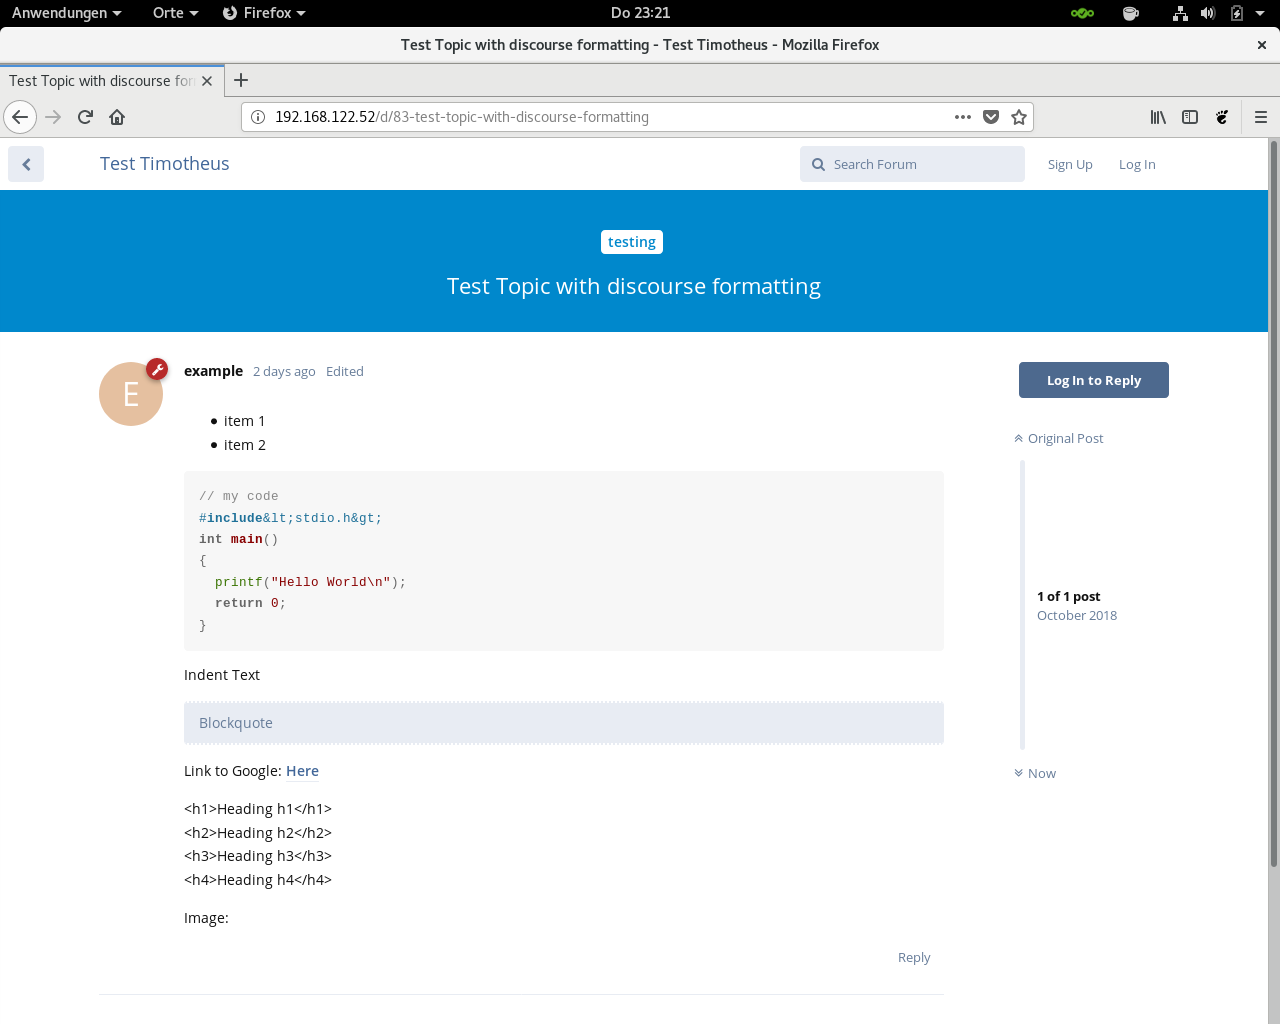 Anwendungen Orte Firefox Do 23:21
Test Topic with discourse formatting - Test Timotheus - Mozilla Firefox
Test Topic with discourse for
192.168.122.52/d/83-test-topic-with-discourse-formatting
Test Timotheus Search Forum Sign Up Log In
testing
Test Topic with discourse formatting
E
example 2 days ago Edited
Log In to Reply
item 1
item 2
Original Post
// my code
#include&lt;stdio.h&gt;
int main()
{
  printf("Hello World\n");
  return 0;
}
1 of 1 post
October 2018
Indent Text
Blockquote
Link to Google: Here
Now
<h1>Heading h1</h1>
<h2>Heading h2</h2>
<h3>Heading h3</h3>
<h4>Heading h4</h4>
Image:
Reply